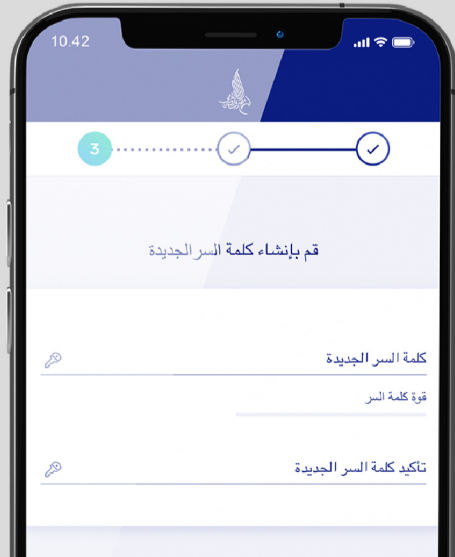 10.42
3
قم بإنشاء كلمة السر الجديدة
كلمة السر الجديدة
قوة كلمة السر
تأكيد كلمة السر الجديدة